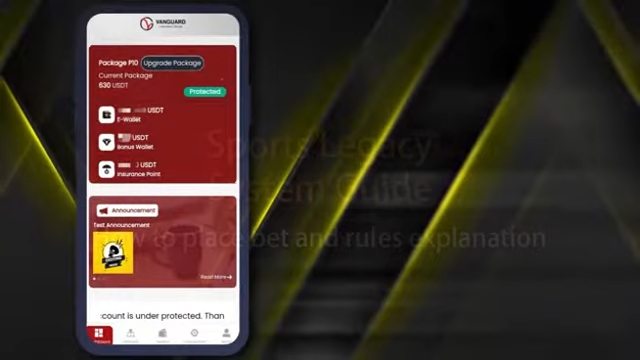 VANGUARD
Package P10 Upgrade Package
Current Package
630 USDT
Protected
USDT
E-Wallet
USDT
Bonus Wallet
USDT
Insurance Point
Announcement
Test Announcement
Read More
count is under protected. Than
Sports Legacy
System Guide
to place bet and rules explanation